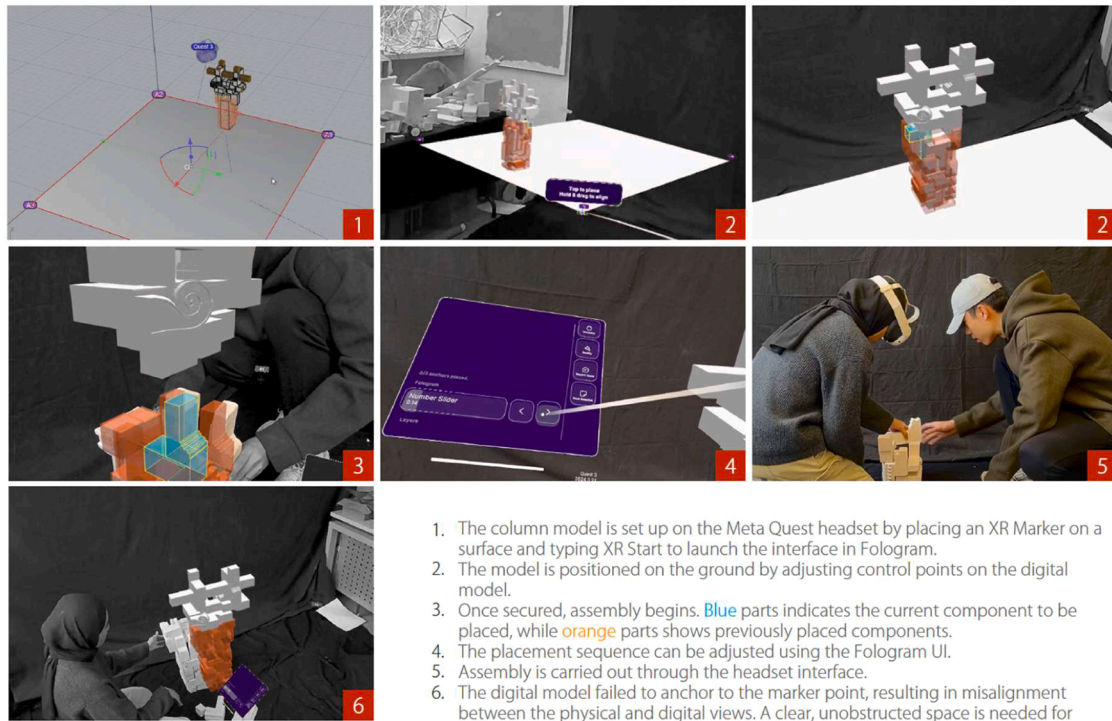 Quest 3
A2
A3
A1
1
Tap to place
Hold & drag to align
2
2
3
0/3 anchors placed.
Fologram
Number Slider
0.14
Layers
Quest 3
4
5
6
1. The column model is set up on the Meta Quest headset by placing an XR Marker on a
surface and typing XR Start to launch the interface in Fologram.
2. The model is positioned on the ground by adjusting control points on the digital
model.
3. Once secured, assembly begins. Blue parts indicates the current component to be
placed, while orange parts shows previously placed components.
4. The placement sequence can be adjusted using the Fologram UI.
5. Assembly is carried out through the headset interface.
6. The digital model failed to anchor to the marker point, resulting in misalignment
between the physical and digital views. A clear, unobstructed space is needed for